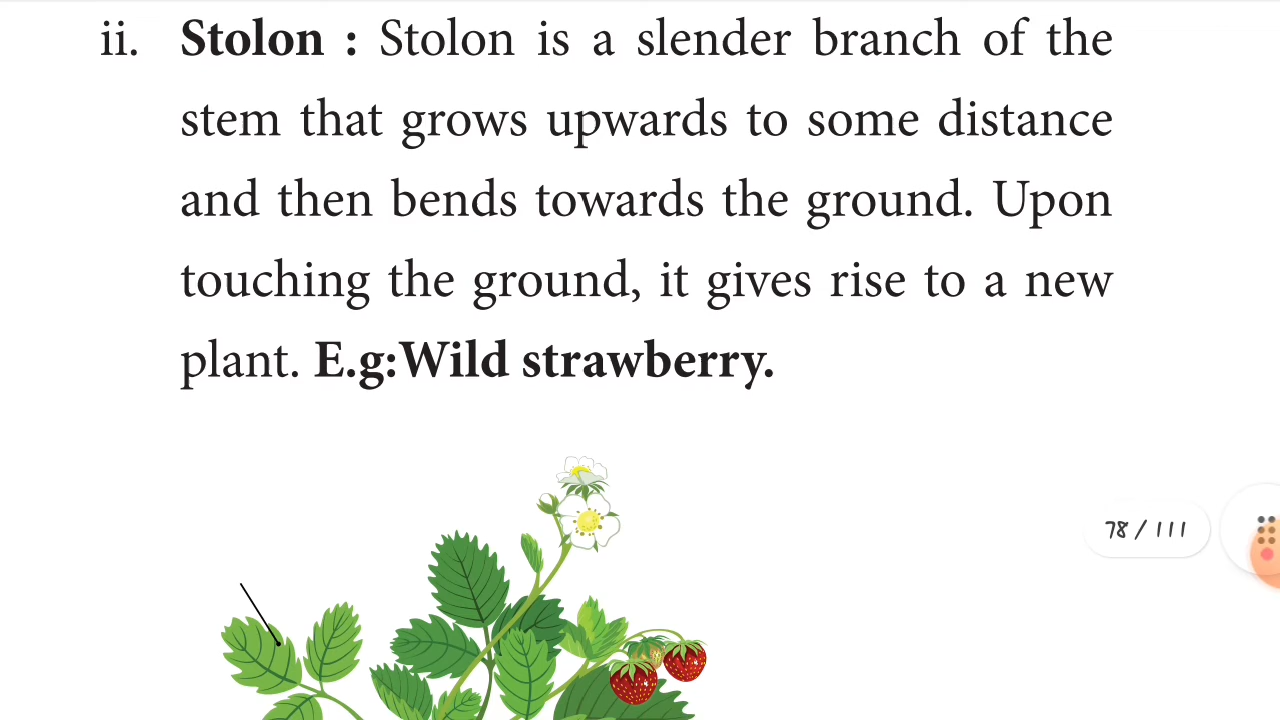 ii. Stolon : Stolon is a slender branch of the
stem that grows upwards to some distance
and then bends towards the ground. Upon
touching the ground, it gives rise to a new
plant. E.g:Wild strawberry.
78 / 111